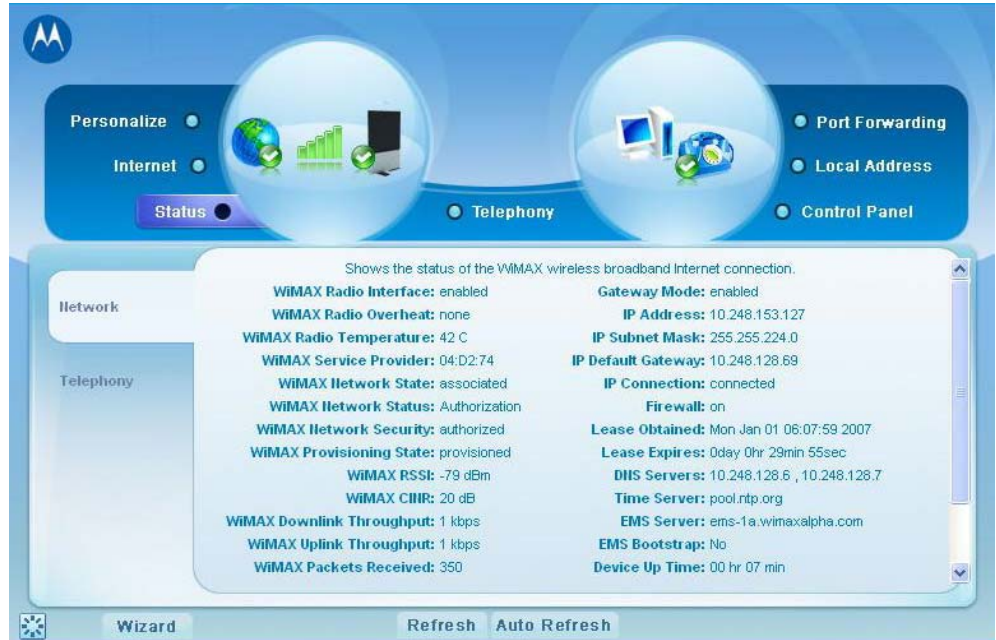 Personalize
Internet
Status
Telephony
Port Forwarding
Local Address
Control Panel
Network
Telephony
Shows the status of the WiMAX wireless broadband Internet connection.
WiMAX Radio Interface: enabled
WiMAX Radio Overheat: none
WiMAX Radio Temperature: 42 C
WiMAX Service Provider: 04:D2:74
WiMAX Network State: associated
WiMAX Network Status: Authorization
WiMAX Network Security: authorized
WiMAX Provisioning State: provisioned
WiMAX RSSI: -79 dBm
WiMAX CINR: 20 dB
WiMAX Downlink Throughput: 1 kbps
WiMAX Uplink Throughput: 1 kbps
WiMAX Packets Received: 350
Gateway Mode: enabled
IP Address: 10.248.153.127
IP Subnet Mask: 255.255.224.0
IP Default Gateway: 10.248.128.69
IP Connection: connected
Firewall: on
Lease Obtained: Mon Jan 01 06:07:59 2007
Lease Expires: 0day 0hr 29min 55sec
DNS Servers: 10.248.128.6 , 10.248.128.7
Time Server: pool.ntp.org
EMS Server: ems-1a.wimaxalpha.com
EMS Bootstrap: No
Device Up Time: 00 hr 07 min
Wizard
Refresh
Auto Refresh